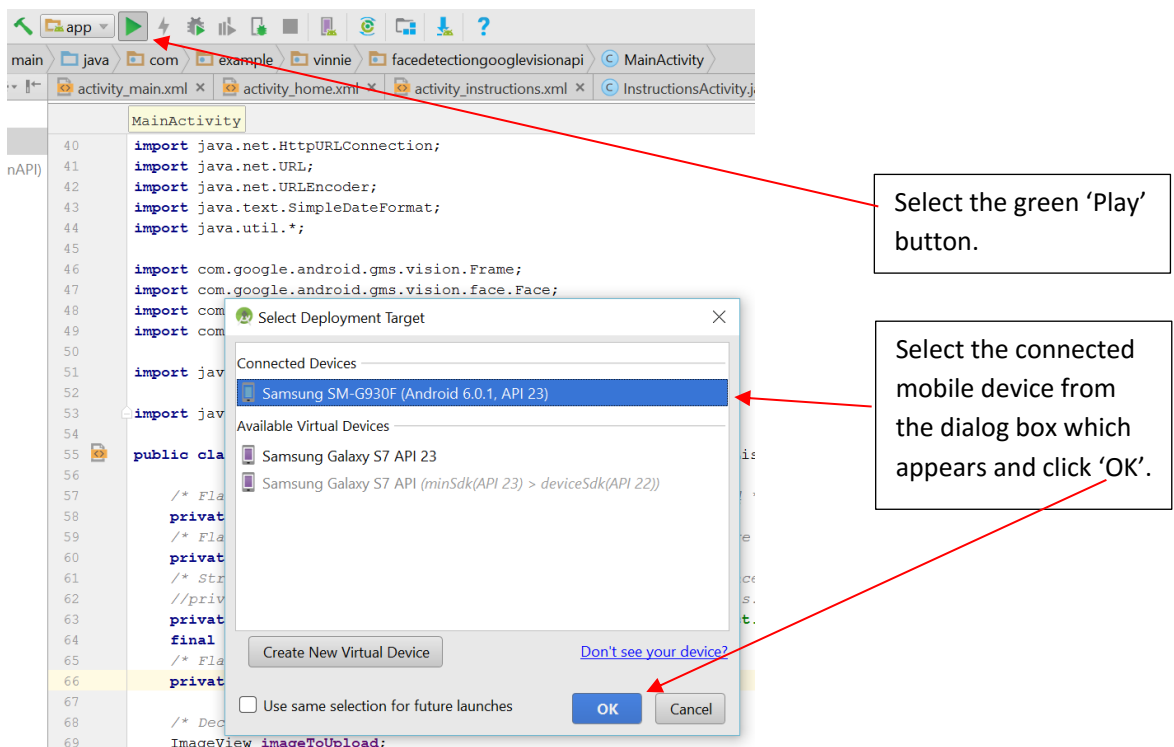 app
?
main java com example vinnie facedetectiongooglevisionapi C MainActivity
activity_main.xml × activity_home.xml × activity_instructions.xml × C InstructionsActivity.j
MainActivity
nAPI)
40 import java.net.HttpURLConnection;
41 import java.net.URL;
42 import java.net.URLEncoder;
43 import java.text.SimpleDateFormat;
44 import java.util.*;
45
46 import com.google.android.gms.vision.Frame;
47 import com.google.android.gms.vision.face.Face;
48 import com
49 import com
50
51 import jav
52
53 import jav
54
55 public cla
56
57 /* Fla
58 privat
59 /* Fla
60 privat
61 /* Str
62 //priv
63 privat
64 final
65 /* Fla
66 privat
67
68 /* Dec
69 ImageView imageToUpload;
Select Deployment Target
Connected Devices
Samsung SM-G930F (Android 6.0.1, API 23)
Available Virtual Devices
Samsung Galaxy S7 API 23
Samsung Galaxy S7 API (minSdk(API 23) > deviceSdk(API 22))
Create New Virtual Device
Don't see your device?
Use same selection for future launches
OK
Cancel
Select the green ‘Play’
button.
Select the connected
mobile device from
the dialog box which
appears and click ‘OK’.